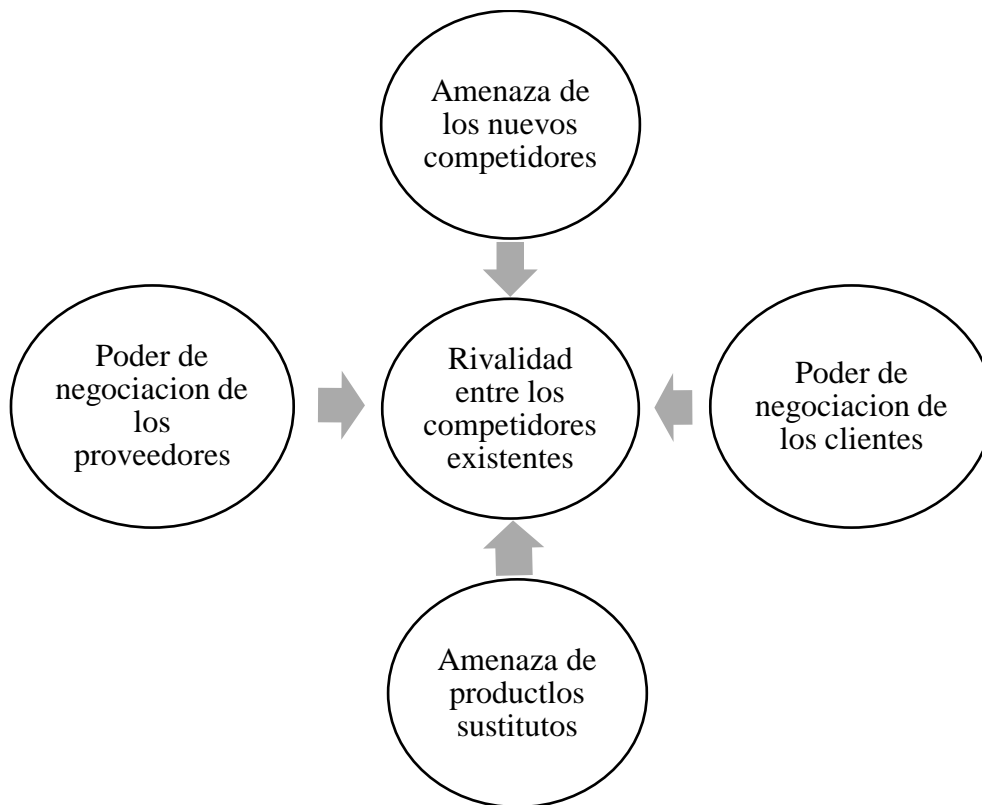 Amenaza de
los nuevos
competidores
Poder de
negociacion de
los
proveedores
Rivalidad
entre los
competidores
existentes
Poder de
negociacion de
los clientes
Amenaza de
productlos
sustitutos